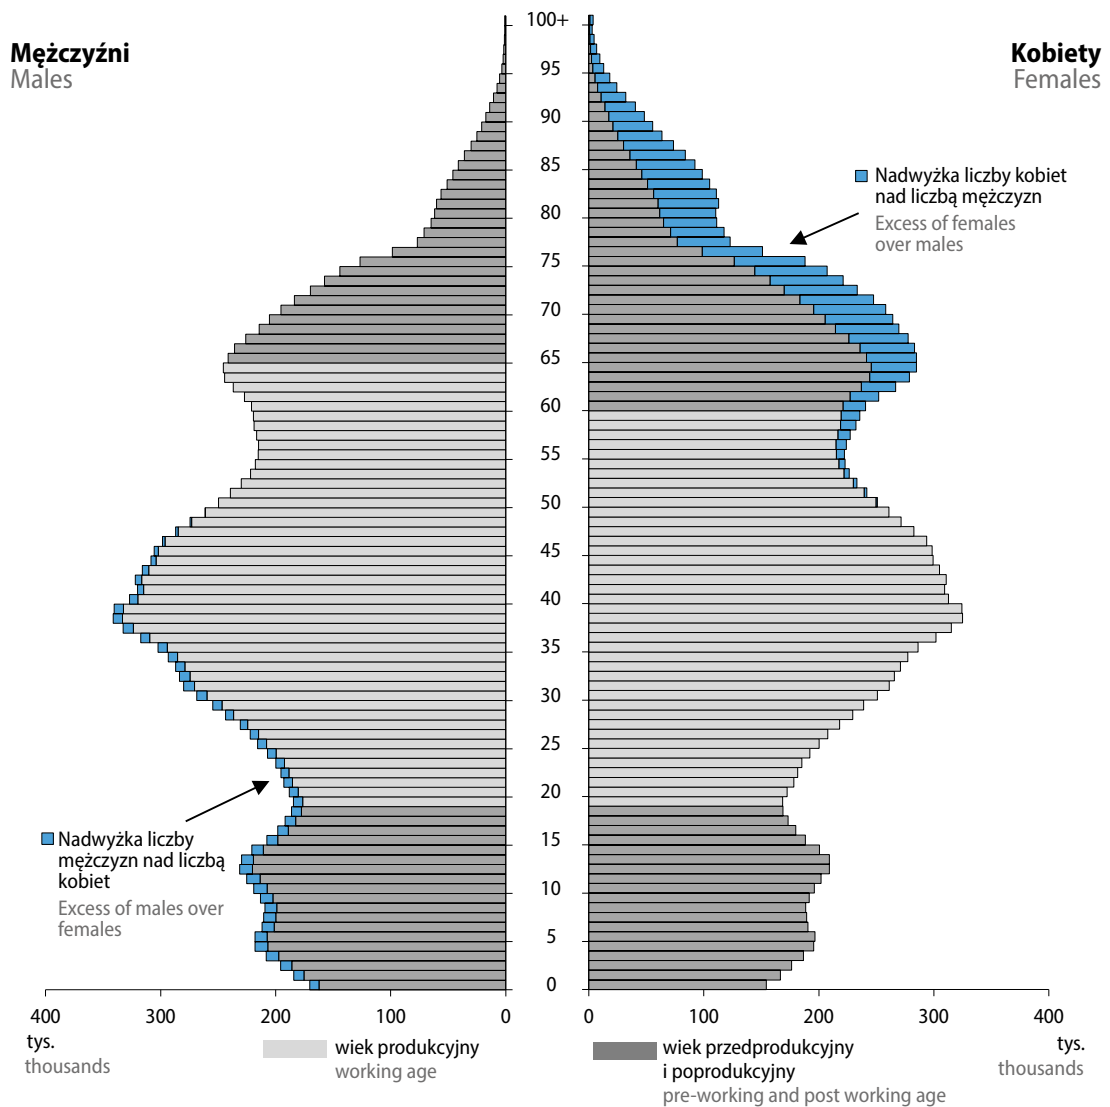 Mężczyźni
Males
Kobiety
Females
100+
95
90
85
80
75
70
65
60
55
50
45
40
35
30
25
20
15
10
5
0
Nadwyżka liczby kobiet
nad liczbą mężczyzn
Excess of females
over males
Nadwyżka liczby
mężczyzn nad liczbą
kobiet
Excess of males over
females
400 300 200 100 0
0 100 200 300 400
tys.
thousands
tys.
thousands
wiek produkcyjny
working age
wiek przedprodukcyjny
i poprodukcyjny
pre-working and post working age